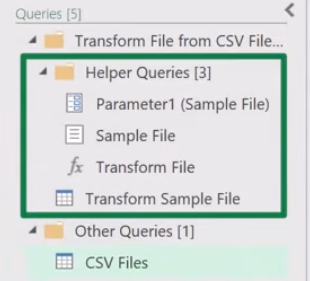 Queries [5]
Transform File from CSV File...
Helper Queries [3]
Parameter1 (Sample File)
Sample File
fx Transform File
Transform Sample File
Other Queries [1]
CSV Files